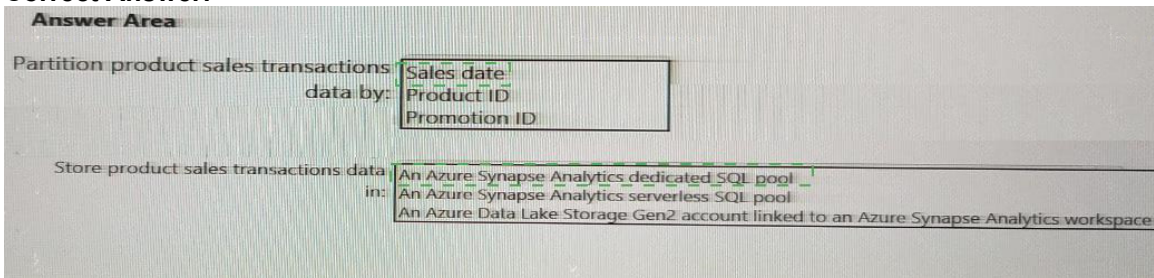 Answer Area
Partition product sales transactions
data by:
Sales date
Product ID
Promotion ID
Store product sales transactions data
in:
An Azure Synapse Analytics dedicated SQL pool
An Azure Synapse Analytics serverless SQL pool
An Azure Data Lake Storage Gen2 account linked to an Azure Synapse Analytics workspace